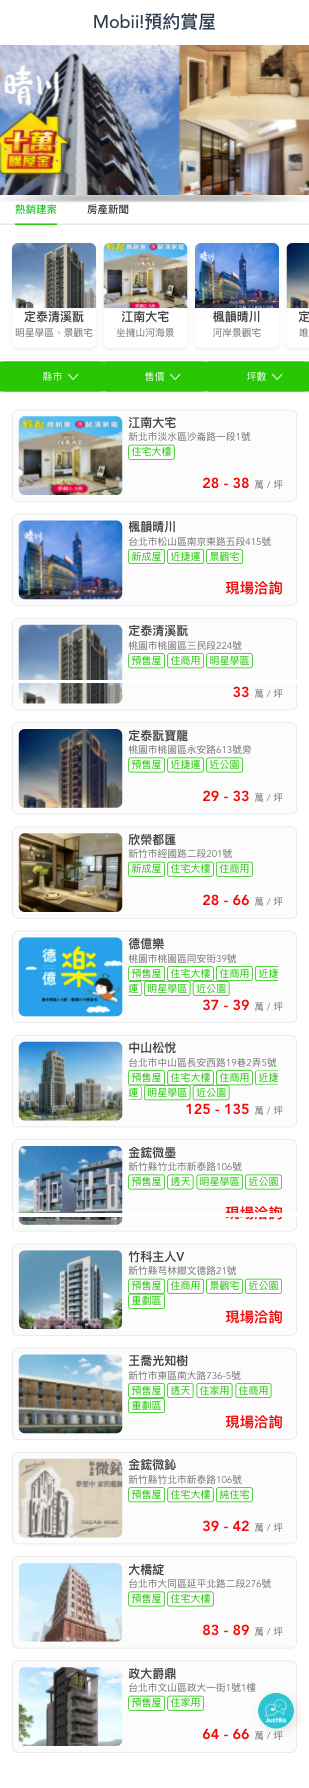 Mobii!預約賞屋
晴川
十萬
購屋金
熱銷建案
房產新聞
定泰清溪翫
明星學區、景觀宅
江南大宅
坐擁山河海景
楓韻晴川
河岸景觀宅
定
唯
縣市
售價
坪數
江南大宅
新北市淡水區沙崙路一段1號
住宅大樓
28 - 38 萬 / 坪
晴川
楓韻晴川
台北市松山區南京東路五段415號
新成屋 近捷運 景觀宅
現場洽詢
定泰清溪翫
桃園市桃園區三民段224號
預售屋 住商用 明星學區
33 萬 / 坪
定泰翫寶龍
桃園市桃園區永安路613號旁
預售屋 近捷運 近公園
29 - 33 萬 / 坪
欣榮都匯
新竹市經國路二段201號
新成屋 住宅大樓 住商用
28 - 66 萬 / 坪
德億
樂
德億樂
桃園市桃園區同安街39號
預售屋 住宅大樓 住商用 近捷
運 明星學區 近公園
37 - 39 萬 / 坪
中山松悅
台北市中山區長安西路19巷2弄5號
預售屋 住宅大樓 住商用 近捷
運 明星學區 近公園
125 - 135 萬 / 坪
金鋐微墨
新竹縣竹北市新泰路106號
預售屋 透天 明星學區 近公園
現場洽詢
竹科主人V
新竹縣芎林鄉文德路21號
預售屋 住商用 景觀宅 近公園
重劃區
現場洽詢
王喬光知樹
新竹市東區南大路736-5號
預售屋 透天 住家用 住商用
重劃區
現場洽詢
微鈊
金鋐微鈊
新竹縣竹北市新泰路106號
預售屋 住宅大樓 純住宅
39 - 42 萬 / 坪
大橋綻
台北市大同區延平北路二段276號
預售屋 住宅大樓
83 - 89 萬 / 坪
政大爵鼎
台北市文山區政大一街1號1樓
預售屋 住家用
64 - 66 萬 / 坪
JustKa